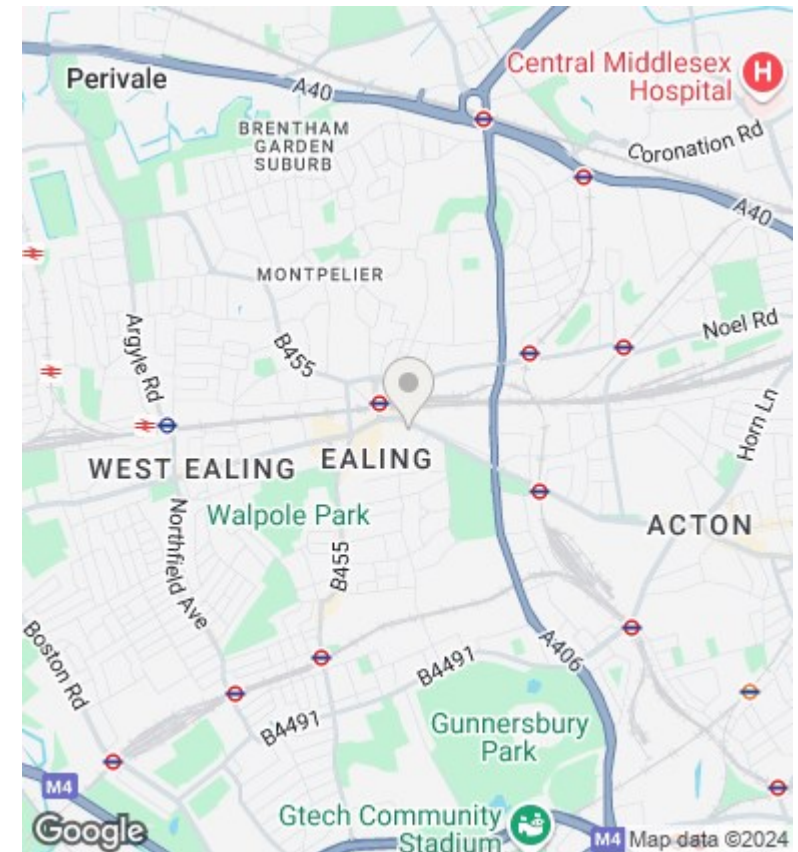 Perivale
A40
Central Middlesex
Hospital
H
BRENTHAM
GARDEN
SUBURB
Coronation Rd
A40
MONTPELIER
Argyle Rd
B455
Noel Rd
Horn Ln
WEST EALING
EALING
Walpole Park
ACTON
Northfield Ave
B455
Boston Rd
B4491
A406
B4491
Gunnersbury
Park
M4
Gtech Community
Stadium
Google
M4
Map data ©2024